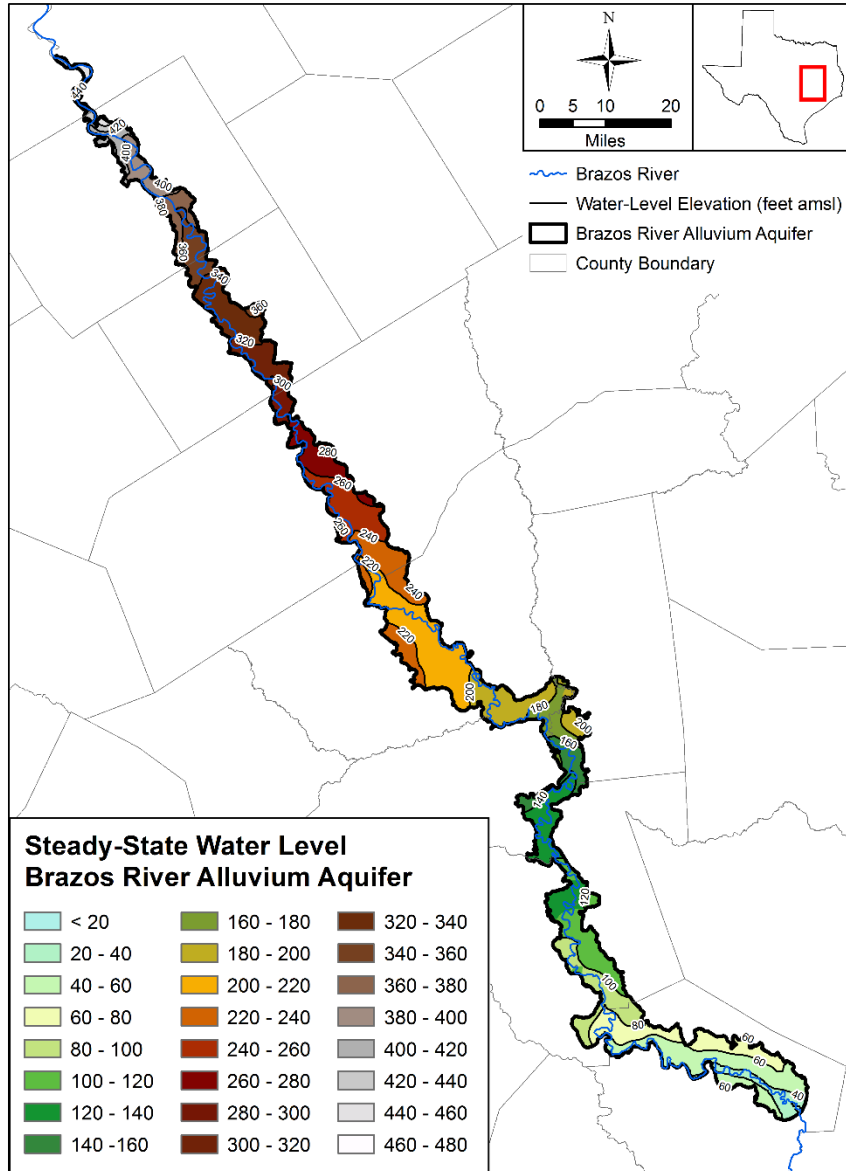 N
0 5 10 20
Miles
Brazos River
Water-Level Elevation (feet amsl)
Brazos River Alluvium Aquifer
County Boundary
440
420
400
400
380
360
340
360
320
300
280
260
260
240
220
240
220
200
180
200
160
140
120
100
80
60
60
60
40
Steady-State Water Level
Brazos River Alluvium Aquifer
< 20
20 - 40
40 - 60
60 - 80
80 - 100
100 - 120
120 - 140
140 -160
160 - 180
180 - 200
200 - 220
220 - 240
240 - 260
260 - 280
280 - 300
300 - 320
320 - 340
340 - 360
360 - 380
380 - 400
400 - 420
420 - 440
440 - 460
460 - 480